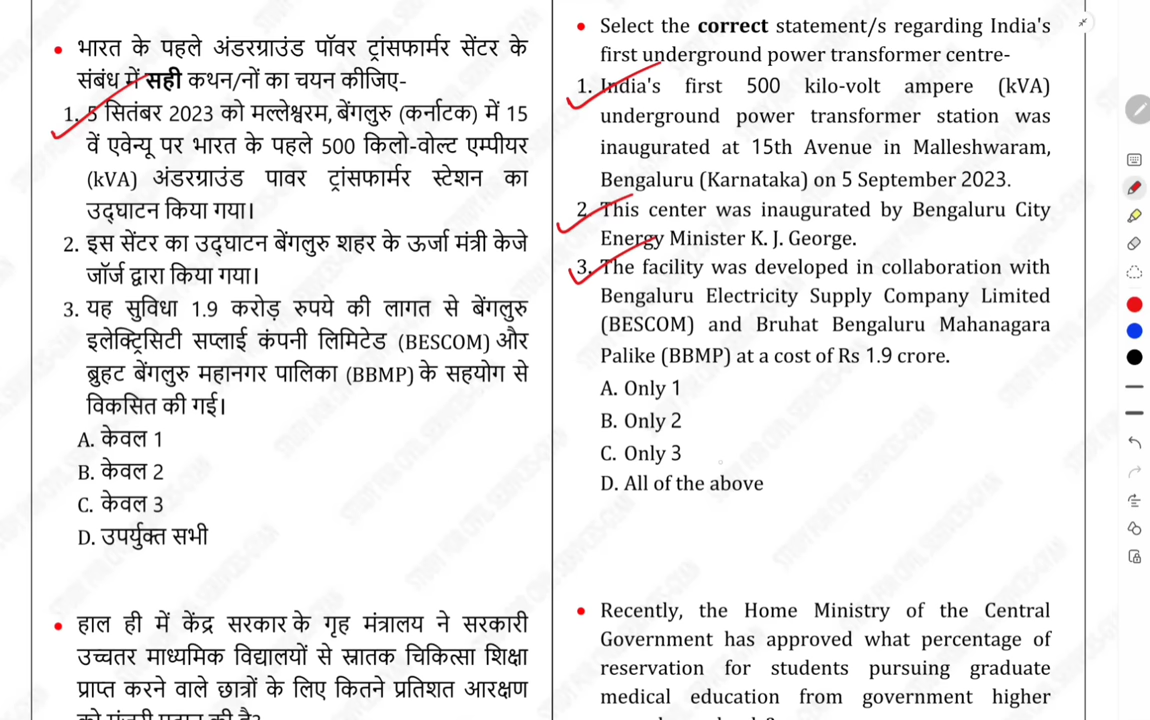 • भारत के पहले अंडरग्राउंड पॉवर ट्रांसफार्मर सेंटर के
संबंध में सही कथन/नों का चयन कीजिए-
1. 5 सितंबर 2023 को मल्लेश्वरम, बेंगलुरु (कर्नाटक) में 15
वें एवेन्यू पर भारत के पहले 500 किलो-वोल्ट एम्पीयर
(kVA) अंडरग्राउंड पावर ट्रांसफार्मर स्टेशन का
उद्घाटन किया गया।
2. इस सेंटर का उद्घाटन बेंगलुरु शहर के ऊर्जा मंत्री केजे
जॉर्ज द्वारा किया गया।
3. यह सुविधा 1.9 करोड़ रुपये की लागत से बेंगलुरु
इलेक्ट्रिसिटी सप्लाई कंपनी लिमिटेड (BESCOM) और
ब्रुहट बेंगलुरु महानगर पालिका (BBMP) के सहयोग से
विकसित की गई।
A. केवल 1
B. केवल 2
C. केवल 3
D. उपर्युक्त सभी
• हाल ही में केंद्र सरकार के गृह मंत्रालय ने सरकारी
उच्चतर माध्यमिक विद्यालयों से स्नातक चिकित्सा शिक्षा
प्राप्त करने वाले छात्रों के लिए कितने प्रतिशत आरक्षण
• Select the correct statement/s regarding India's
first underground power transformer centre-
1. India's first 500 kilo-volt ampere (kVA)
underground power transformer station was
inaugurated at 15th Avenue in Malleshwaram,
Bengaluru (Karnataka) on 5 September 2023.
2. This center was inaugurated by Bengaluru City
Energy Minister K. J. George.
3. The facility was developed in collaboration with
Bengaluru Electricity Supply Company Limited
(BESCOM) and Bruhat Bengaluru Mahanagara
Palike (BBMP) at a cost of Rs 1.9 crore.
A. Only 1
B. Only 2
C. Only 3
D. All of the above
• Recently, the Home Ministry of the Central
Government has approved what percentage of
reservation for students pursuing graduate
medical education from government higher